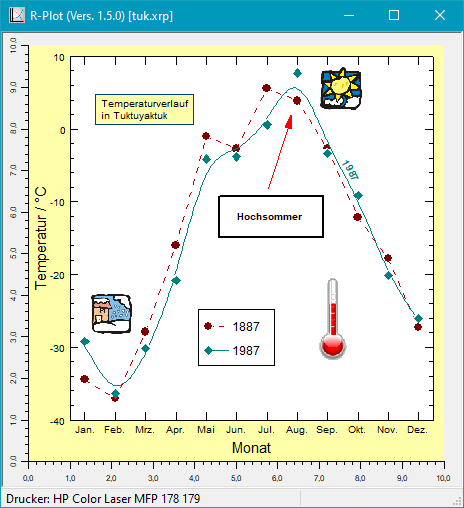 R-Plot (Vers. 1.5.0) [tuk.xrp]
10,0
9,0
8,0
7,0
6,0
5,0
4,0
3,0
2,0
1,0
0,0
10
0
-10
-20
-30
-40
Temperatur / °C
Temperaturverlauf
in Tuktuyaktuk
1987
Hochsommer
1887
1987
Jan. Feb. Mrz. Apr. Mai Jun. Jul. Aug. Sep. Okt. Nov. Dez.
Monat
0,0 1,0 2,0 3,0 4,0 5,0 6,0 7,0 8,0 9,0 10,0
Drucker: HP Color Laser MFP 178 179